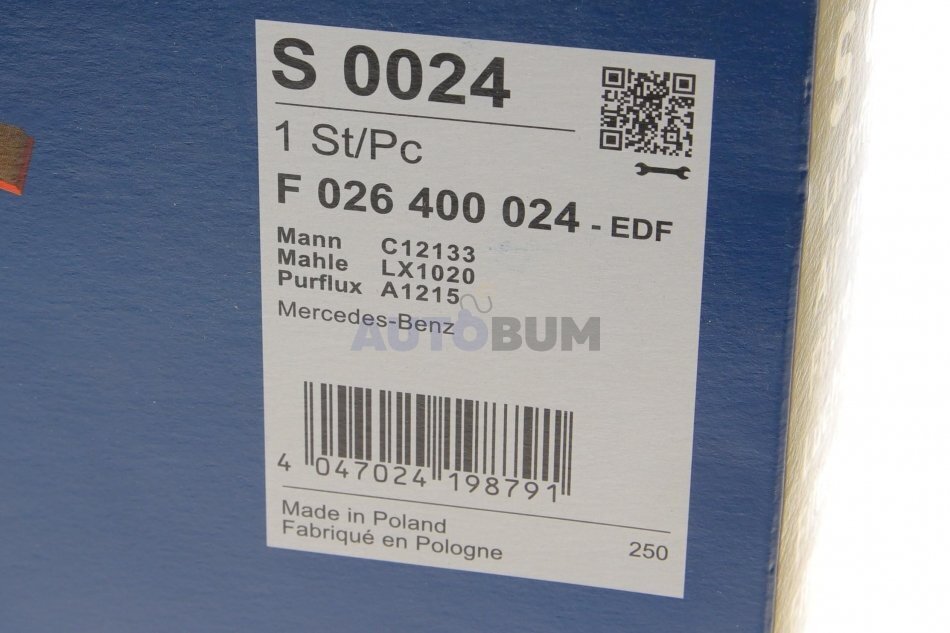 S 0024
1 St/Pc
F 026 400 024 - EDF
Mann C12133
Mahle LX1020
Purflux A1215
Mercedes-Benz
AUTOBUM
4 047024 198791
Made in Poland
Fabriqué en Pologne
250